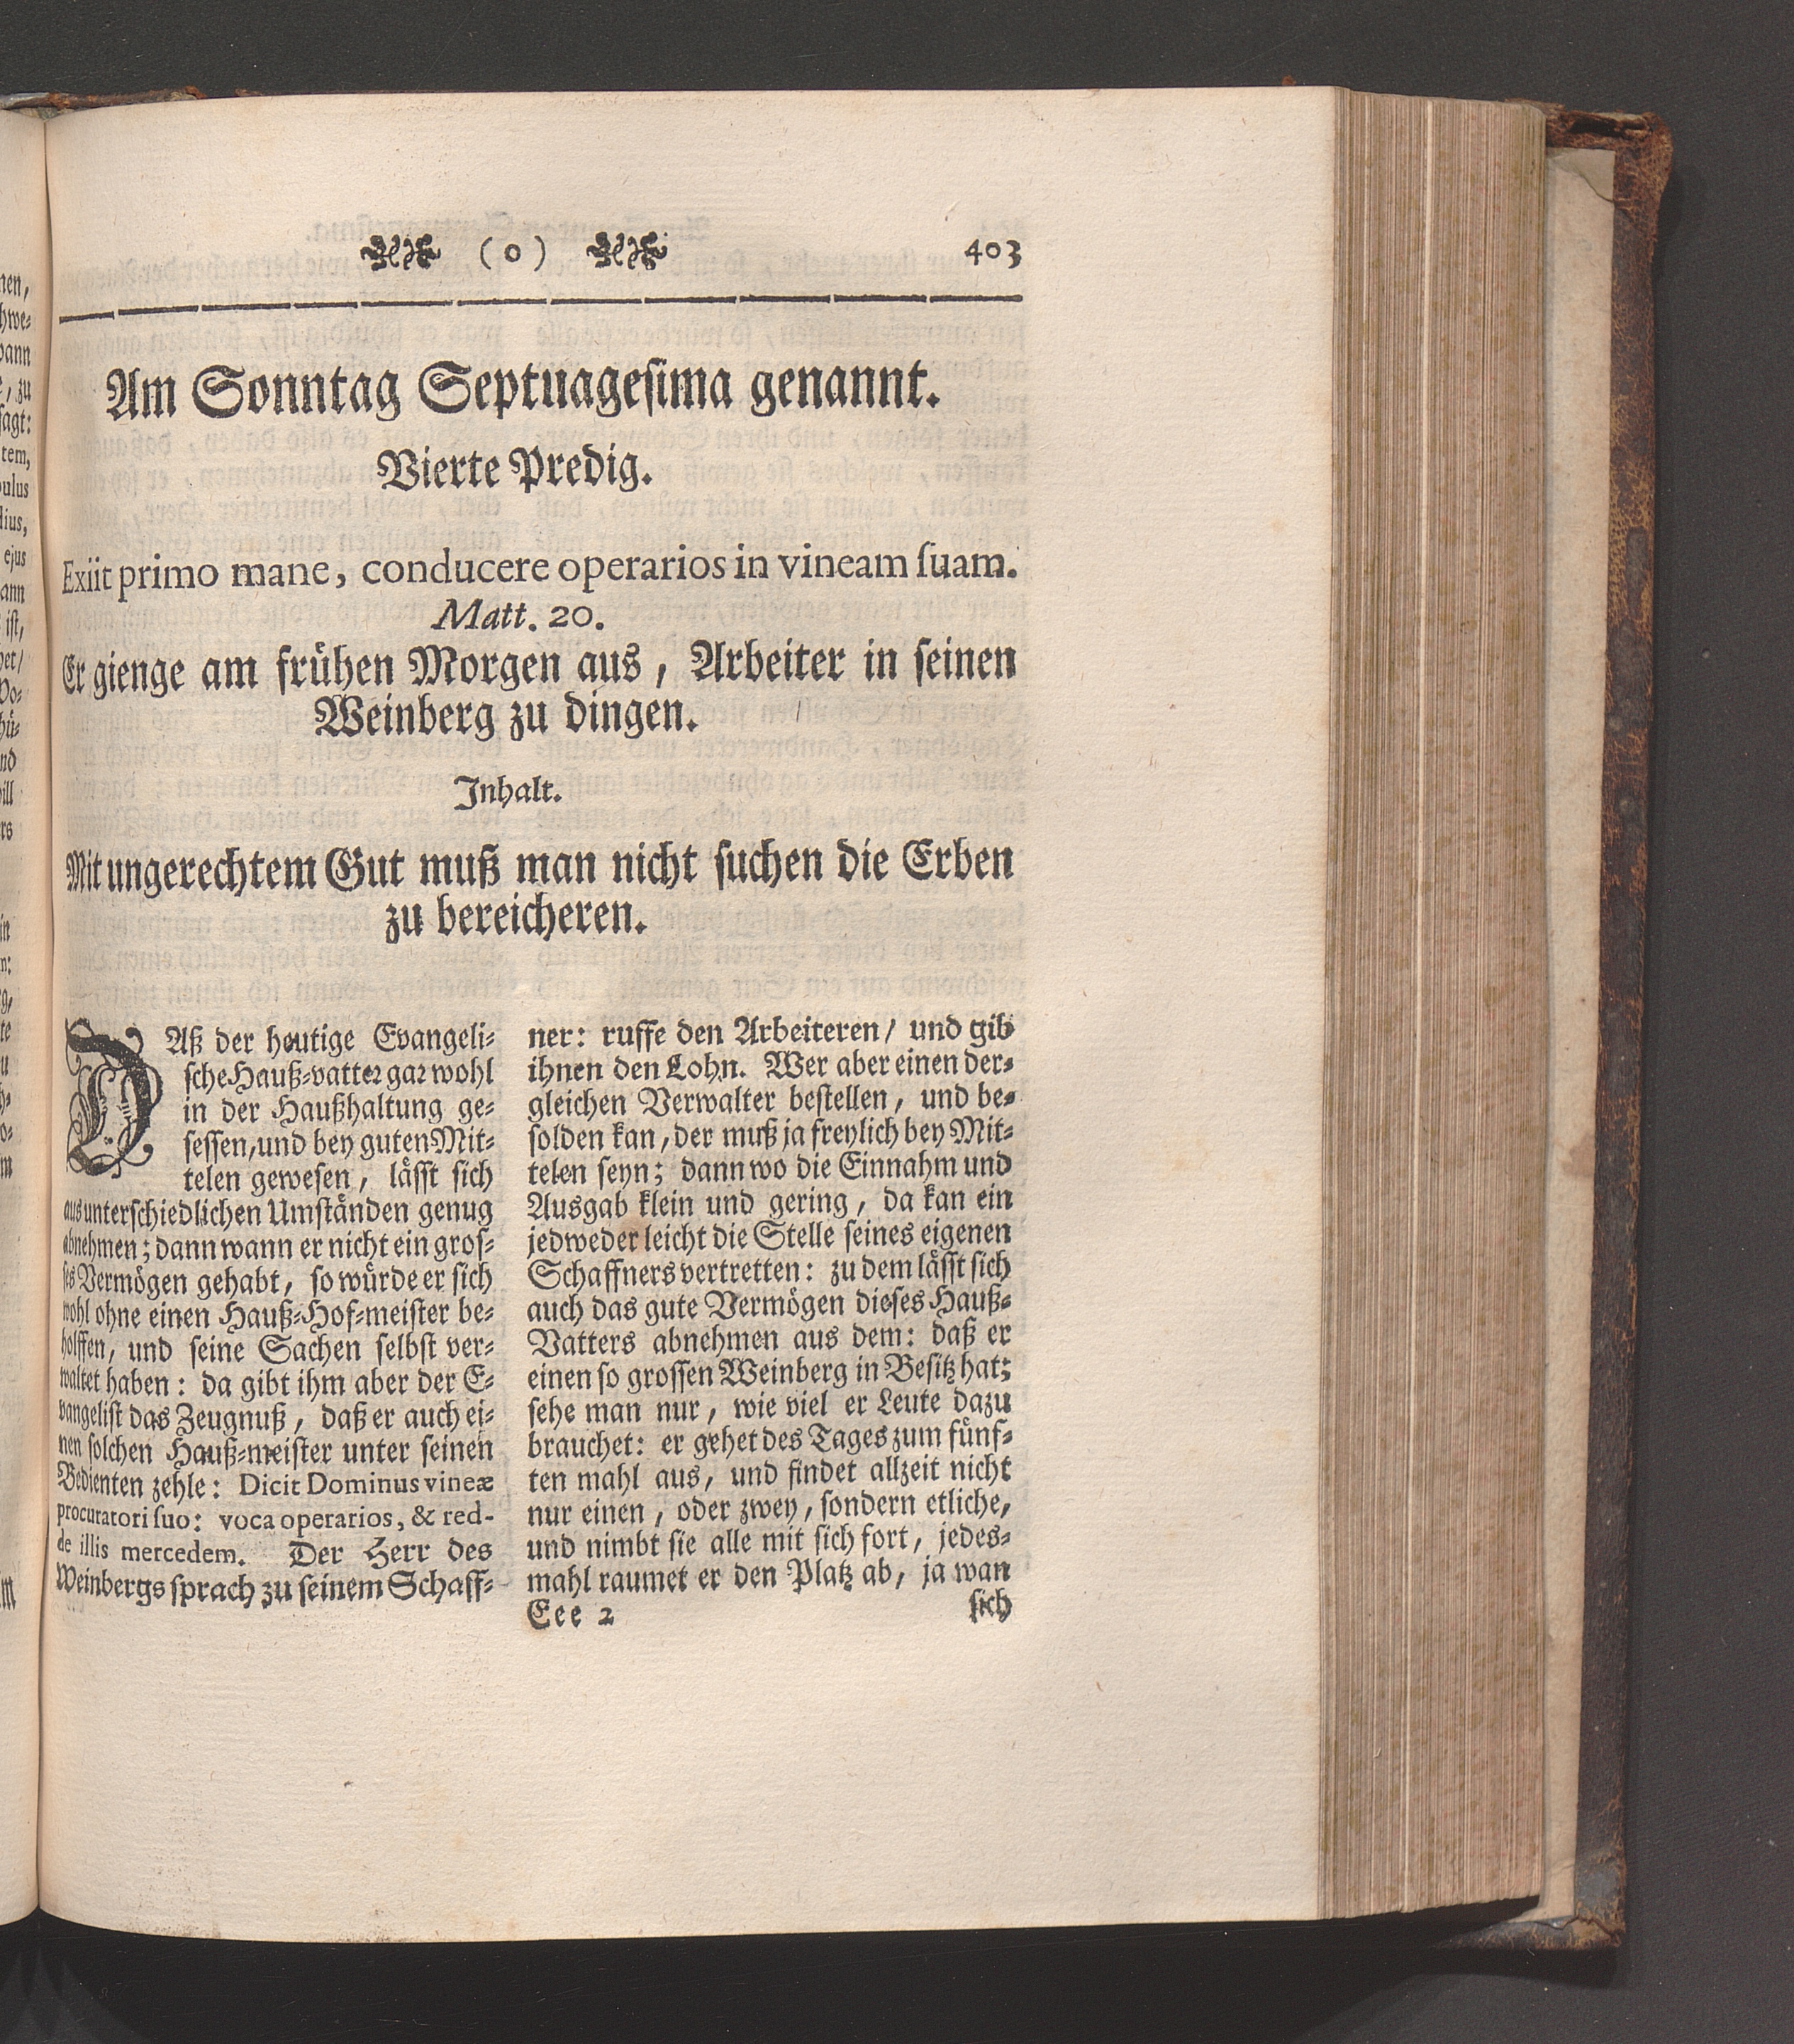 ( o ) 403
Am Sonntag Septuagesima genannt.
Vierte Predig.
Exiit primo mane, conducere operarios in vineam ſuam.
Matt. 20.
Er gienge am frühen Morgen aus, Arbeiter in ſeinen
Weinberg zu dingen.
Inhalt.
Mit ungerechtem Gut muß man nicht ſuchen die Erben
zu bereicheren.
DAß der heutige Evangeli-
ſche Hauß-vatter gar wohl
in der Haußhaltung ge-
ſeſſen, und bey guten Mit-
telen geweſen, läſſt ſich
aus unterſchiedlichen Umſtänden genug
abnehmen; dann wann er nicht ein groſ-
ſes Vermögen gehabt, ſo würde er ſich
wohl ohne einen Hauß-Hof-meiſter be-
holffen, und ſeine Sachen ſelbſt ver-
waltet haben: da gibt ihm aber der E-
vangeliſt das Zeugnuß, daß er auch ei-
nen ſolchen Hauß-meiſter unter ſeinen
Bedienten zehle: Dicit Dominus vineæ
procuratori ſuo: voca operarios, & red-
de illis mercedem. Der Herr des
Weinbergs ſprach zu ſeinem Schaff-
ner: ruffe den Arbeiteren / und gib
ihnen den Lohn. Wer aber einen der-
gleichen Verwalter beſtellen, und be-
ſolden kan, der muß ja freylich bey Mit-
telen ſeyn; dann wo die Einnahm und
Ausgab klein und gering, da kan ein
jedweder leicht die Stelle ſeines eigenen
Schaffners vertretten: zu dem läſſt ſich
auch das gute Vermögen dieſes Hauß-
Vatters abnehmen aus dem: daß er
einen ſo groſſen Weinberg in Beſitz hat;
ſehe man nur, wie viel er Leute dazu
brauchet: er gehet des Tages zum fünf-
ten mahl aus, und findet allzeit nicht
nur einen, oder zwey, ſondern etliche,
und nimbt ſie alle mit ſich fort, jedes-
mahl raumet er den Platz ab, ja wan
Eee 2 ſich